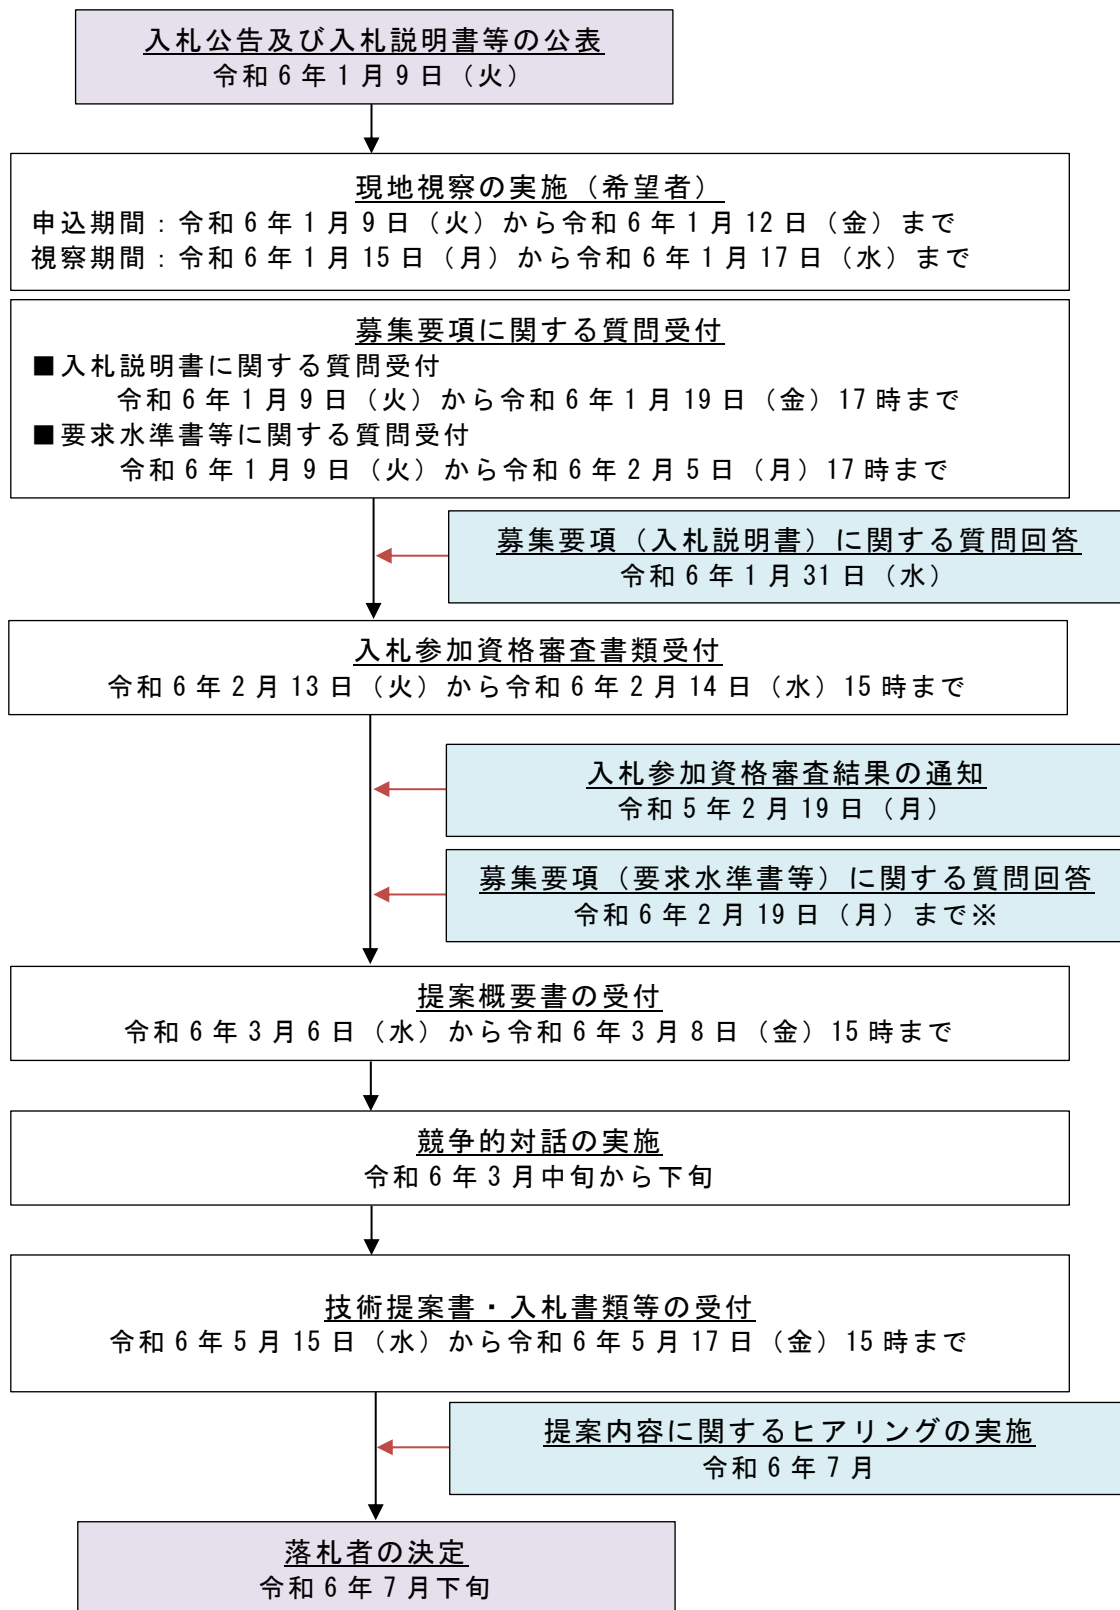 入札公告及び入札説明書等の公表
令和6年1月9日（火）
現地視察の実施（希望者）
申込期間：令和6年1月9日（火）から令和6年1月12日（金）まで
視察期間：令和6年1月15日（月）から令和6年1月17日（水）まで
募集要項に関する質問受付
■入札説明書に関する質問受付
令和6年1月9日（火）から令和6年1月19日（金）17時まで
■要求水準書等に関する質問受付
令和6年1月9日（火）から令和6年2月5日（月）17時まで
募集要項（入札説明書）に関する質問回答
令和6年1月31日（水）
入札参加資格審査書類受付
令和6年2月13日（火）から令和6年2月14日（水）15時まで
入札参加資格審査結果の通知
令和5年2月19日（月）
募集要項（要求水準書等）に関する質問回答
令和6年2月19日（月）まで※
提案概要書の受付
令和6年3月6日（水）から令和6年3月8日（金）15時まで
競争的対話の実施
令和6年3月中旬から下旬
技術提案書・入札書類等の受付
令和6年5月15日（水）から令和6年5月17日（金）15時まで
提案内容に関するヒアリングの実施
令和6年7月
落札者の決定
令和6年7月下旬